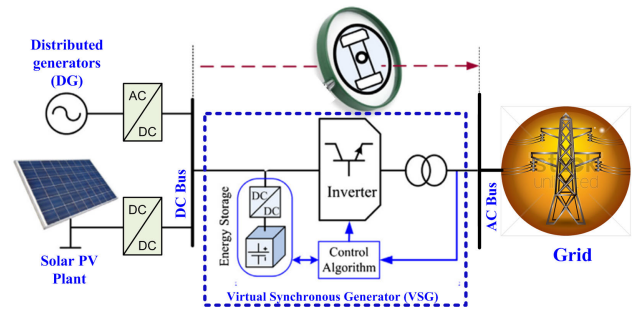 Distributed
generators (DG)
AC
DC
DC Bus
DC
DC
Solar PV
Plant
Energy Storage
DC
DC
Inverter
Control
Algorithm
Virtual Synchronous Generator (VSG)
AC Bus
Grid